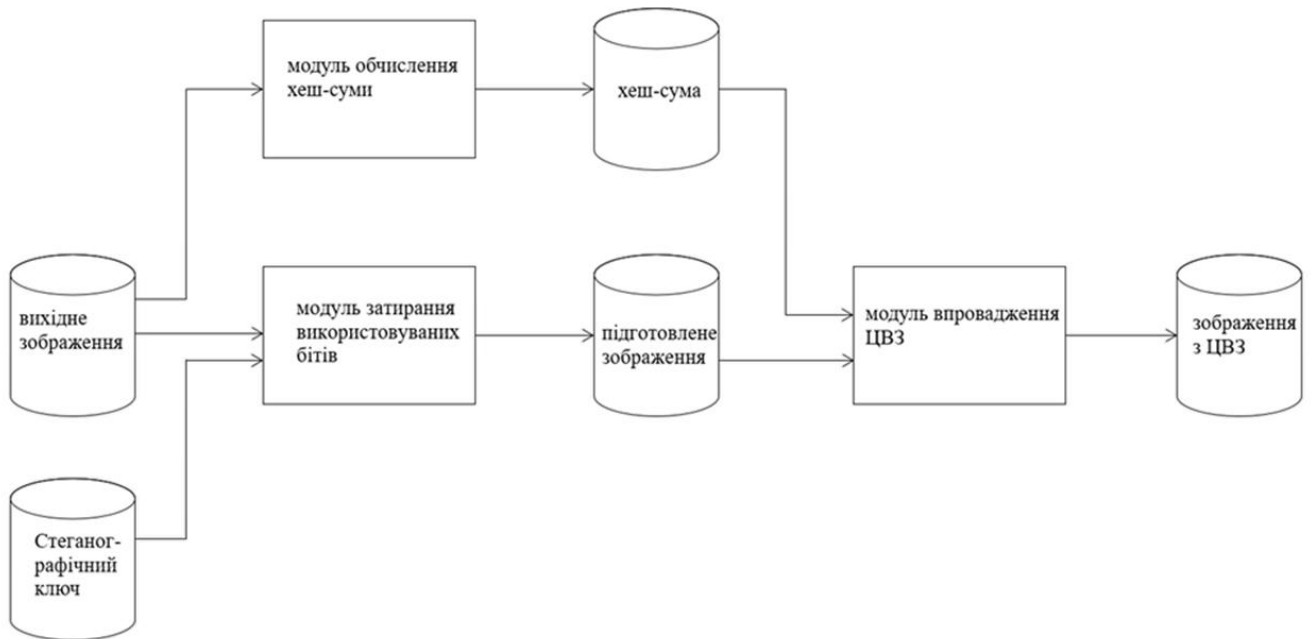 модуль обчислення
хеш-суми
хеш-сума
вихідне
зображення
модуль затирання
використовуваних
бітів
підготовлене
зображення
модуль впровадження
ЦВЗ
зображення
з ЦВЗ
Стеганог-
рафічний
ключ